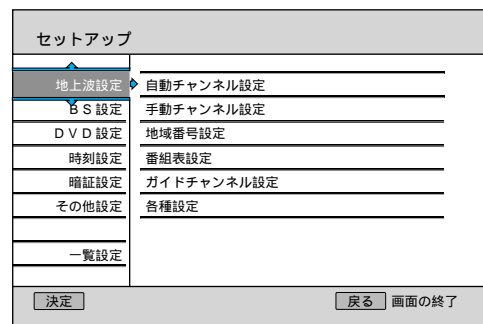 セットアップ
地上波設定
自動チャンネル設定
BS設定
手動チャンネル設定
DVD設定
地域番号設定
時刻設定
番組表設定
暗証設定
ガイドチャンネル設定
その他設定
各種設定
一覧設定
決定
戻る 画面の終了